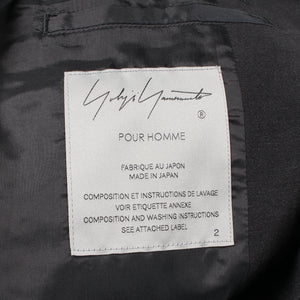 Yohji Yamamoto
®
POUR HOMME
FABRIQUE AU JAPON
MADE IN JAPAN
COMPOSITION ET INSTRUCTIONS DE LAVAGE
VOIR ETIQUETTE ANNEXE
COMPOSITION AND WASHING INSTRUCTIONS
SEE ATTACHED LABEL
2